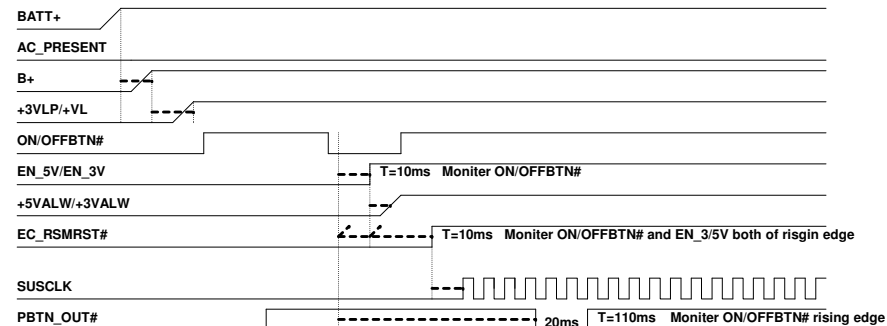 BATT+
AC_PRESENT
B+
+3VLP/+VL
ON/OFFBTN#
EN_5V/EN_3V T=10ms Moniter ON/OFFBTN#
+5VALW/+3VALW
EC_RSMRST# T=10ms Moniter ON/OFFBTN# and EN_3/5V both of risgin edge
SUSCLK
PBTN_OUT# 20ms T=110ms Moniter ON/OFFBTN# rising edge